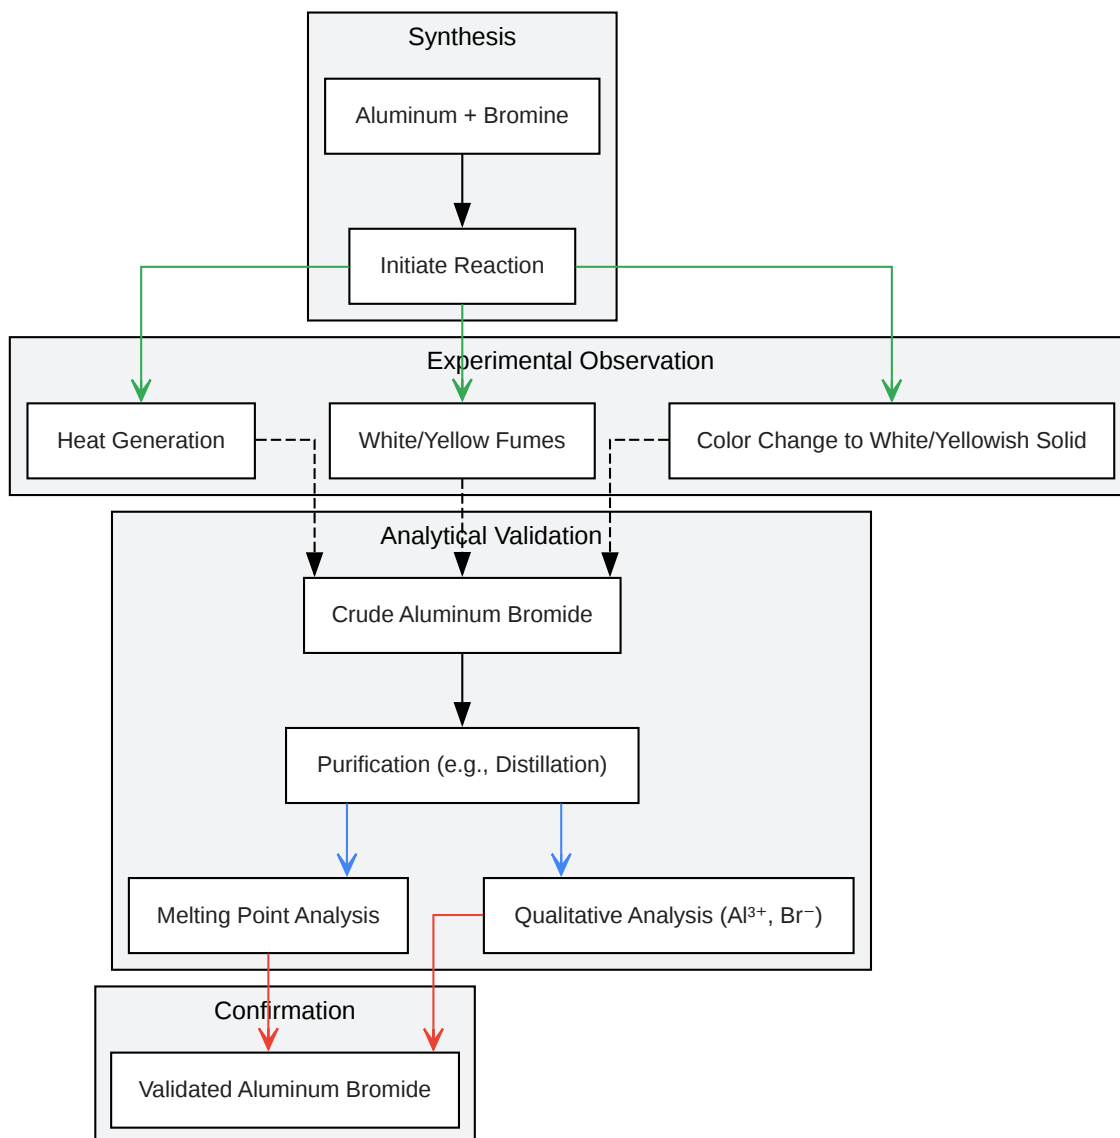 Synthesis
Aluminum + Bromine
Initiate Reaction
Experimental Observation
Heat Generation
White/Yellow Fumes
Color Change to White/Yellowish Solid
Analytical Validation
Crude Aluminum Bromide
Purification (e.g., Distillation)
Melting Point Analysis
Qualitative Analysis (Al³⁺, Br⁻)
Confirmation
Validated Aluminum Bromide